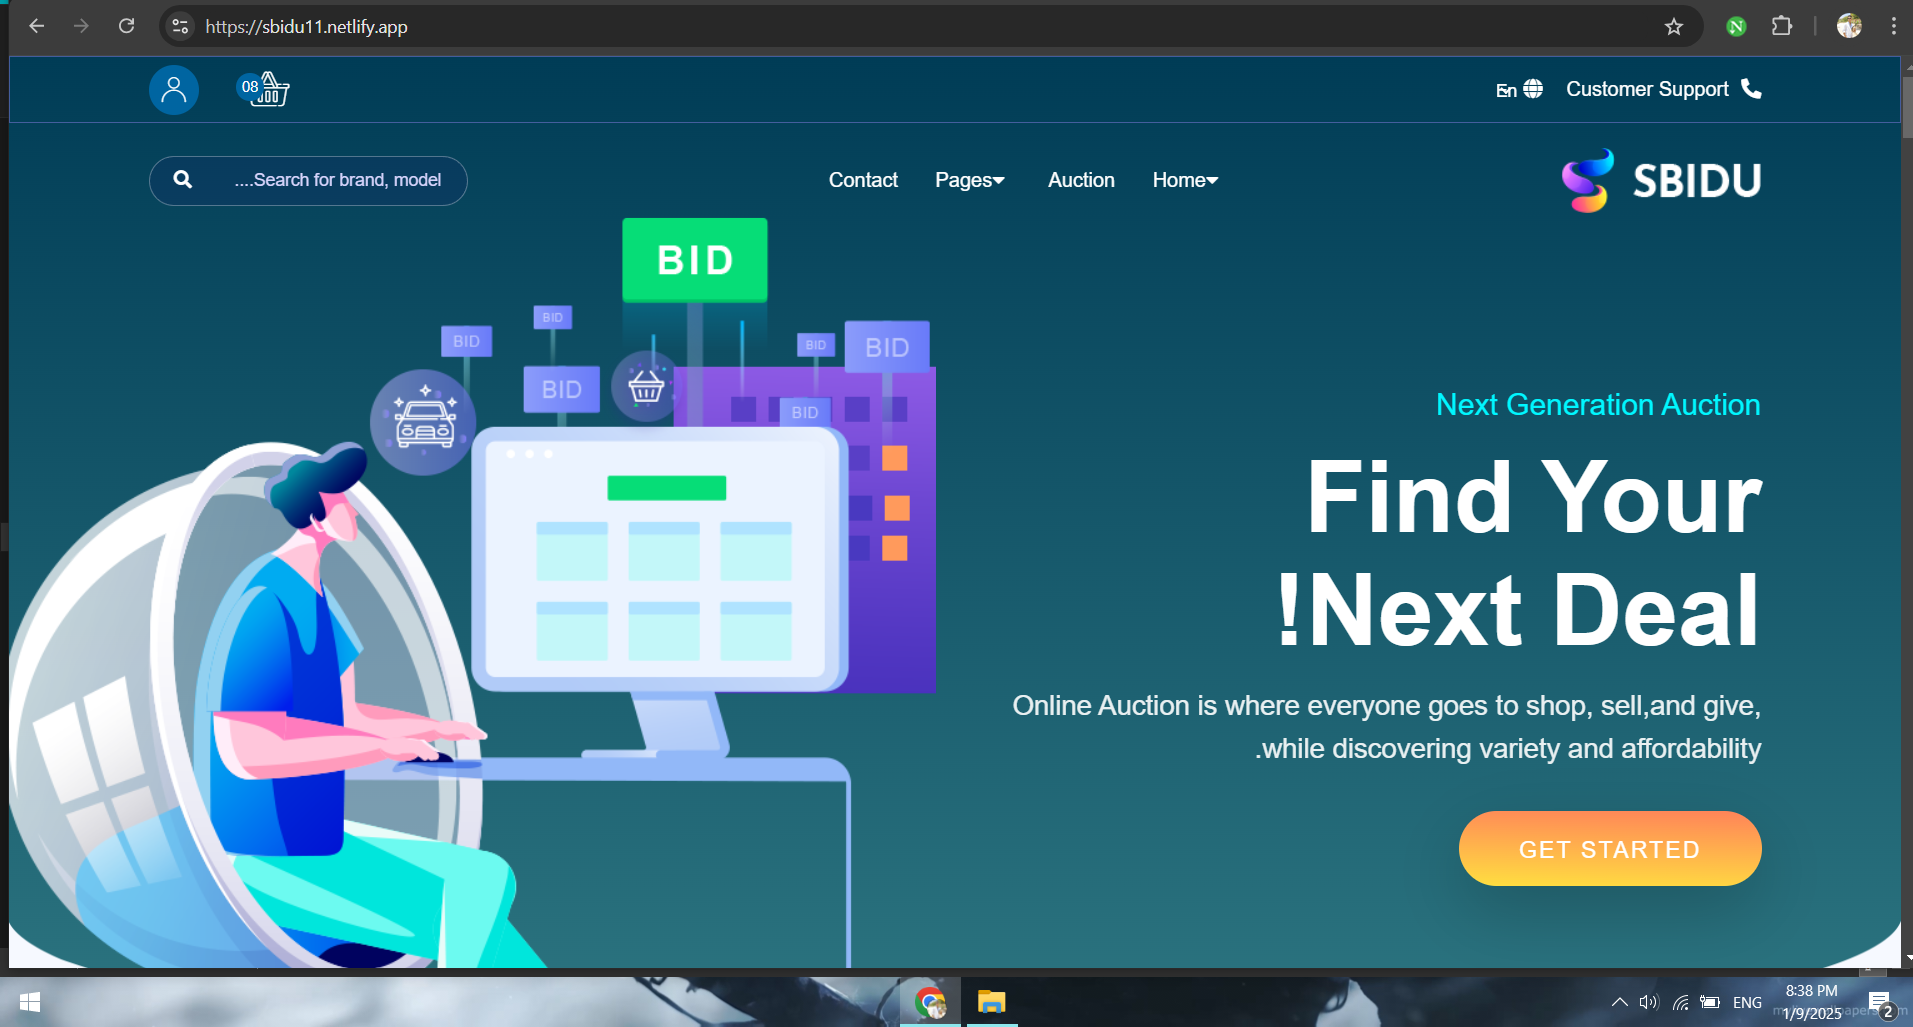 https://sbidu11.netlify.app
N
08
En
Customer Support
....Search for brand, model
Contact
Pages
Auction
Home
SBIDU
BID
BID
BID
BID
BID
BID
BID
Next Generation Auction
Find Your
!Next Deal
Online Auction is where everyone goes to shop, sell,and give,
.while discovering variety and affordability
GET STARTED
ENG
8:38 PM
1/9/2025
2